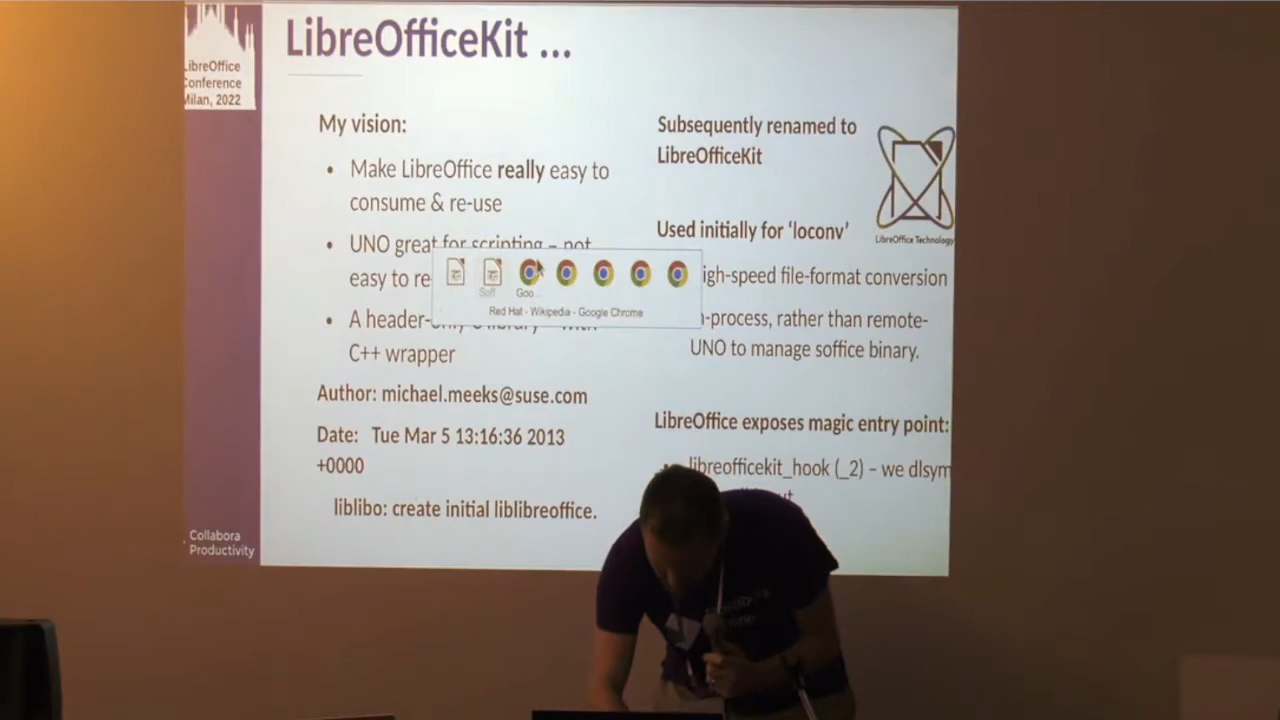 LibreOfficeKit ...
LibreOffice
Conference
Milan, 2022
My vision:
• Make LibreOffice really easy to
consume & re-use
• UNO great for scripting – not
easy to re
• A header-only C library – with
C++ wrapper
Author: michael.meeks@suse.com
Date: Tue Mar 5 13:16:36 2013
+0000
liblibo: create initial liblibreoffice.
Soff
Goo...
Red Hat - Wikipedia - Google Chrome
Subsequently renamed to
LibreOfficeKit
LibreOffice Technology
Used initially for ‘loconv’
igh-speed file-format conversion
-process, rather than remote-
UNO to manage soffice binary.
LibreOffice exposes magic entry point:
• libreofficekit_hook (_2) – we dlsym
Collabora
Productivity